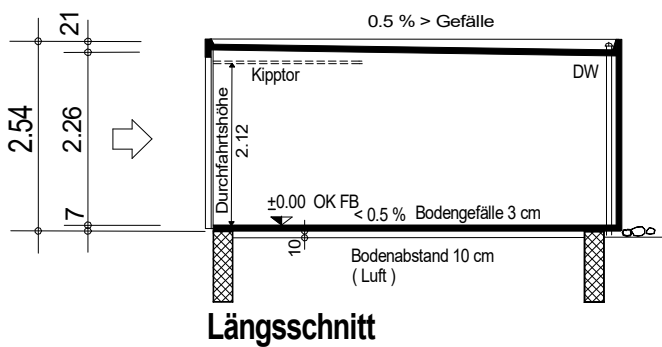 0.5 % > Gefälle
21
Kipptor
DW
2.54
2.26
Durchfahrtshöhe
2.12
±0.00 OK FB
< 0.5 % Bodengefälle 3 cm
7
10
Bodenabstand 10 cm
( Luft )
Längsschnitt